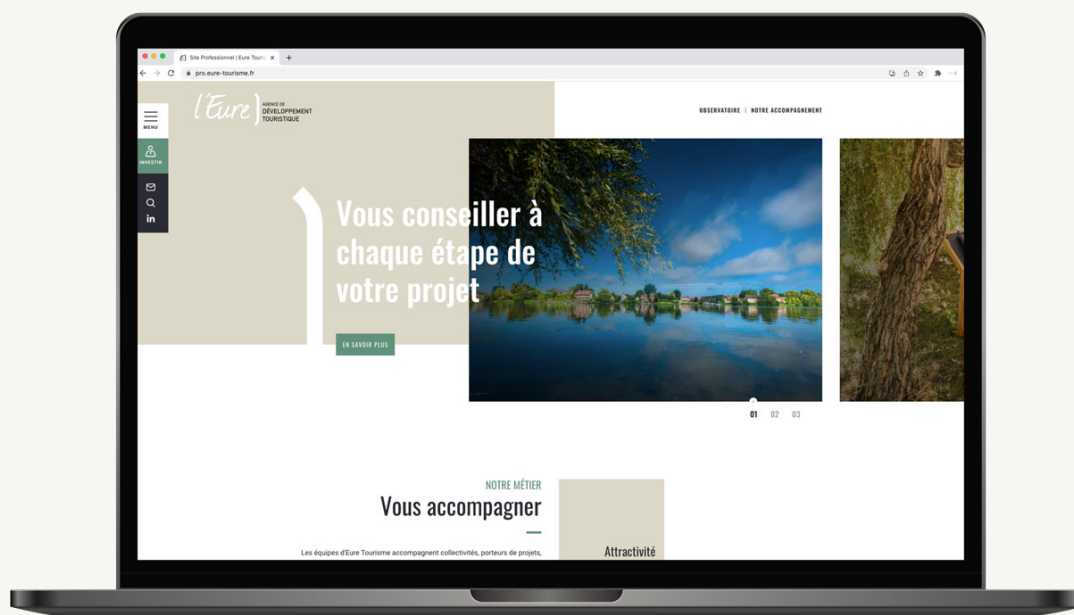 Site Professionnel | Eure Touri
pro.eure-tourisme.fr
MENU
INVESTIR
in
l'Eure
AGENCE DE
DÉVELOPPEMENT
TOURISTIQUE
OBSERVATOIRE | NOTRE ACCOMPAGNEMENT
Vous conseiller à
chaque étape de
votre projet
EN SAVOIR PLUS
01 02 03
NOTRE MÉTIER
Vous accompagner
Les équipes d'Eure Tourisme accompagnent collectivités, porteurs de projets,
Attractivité